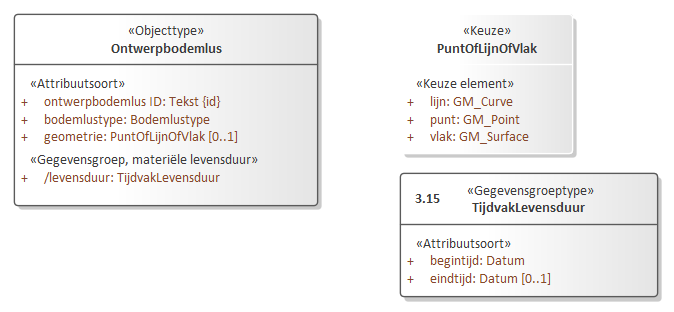 «Objecttype»
Ontwerpbodemlus
«Attribuutsoort»
+ ontwerpbodemlus ID: Tekst {id}
+ bodemlustype: Bodemlustype
+ geometrie: PuntOfLijnOfVlak [0..1]
«Gegevensgroep, materiële levensduur»
+ /levensduur: TijdvakLevensduur
«Keuze»
PuntOfLijnOfVlak
«Keuze element»
+ lijn: GM_Curve
+ punt: GM_Point
+ vlak: GM_Surface
3.15 «Gegevensgroeptype»
TijdvakLevensduur
«Attribuutsoort»
+ begintijd: Datum
+ eindtijd: Datum [0..1]